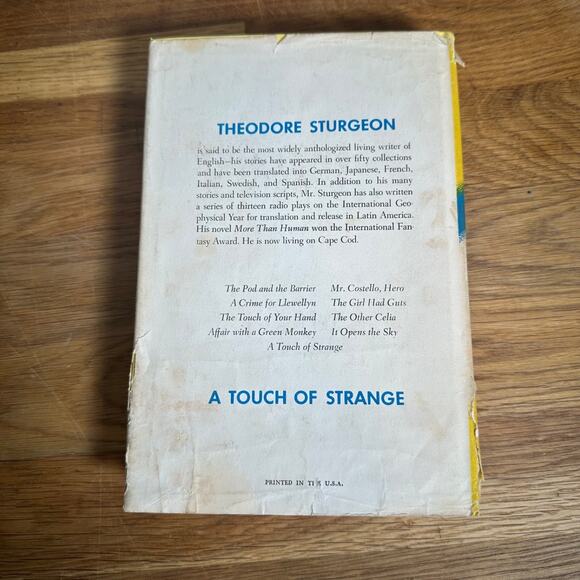 THEODORE STURGEON
is said to be the most widely anthologized living writer of
English—his stories have appeared in over fifty collections
and have been translated into German, Japanese, French,
Italian, Swedish, and Spanish. In addition to his many
stories and television scripts, Mr. Sturgeon has also written
a series of thirteen radio plays on the International Geo-
physical Year for translation and release in Latin America.
His novel More Than Human won the International Fan-
tasy Award. He is now living on Cape Cod.
The Pod and the Barrier Mr. Costello, Hero
A Crime for Llewellyn The Girl Had Guts
The Touch of Your Hand The Other Celia
Affair with a Green Monkey It Opens the Sky
A Touch of Strange
A TOUCH OF STRANGE
PRINTED IN U.S.A.